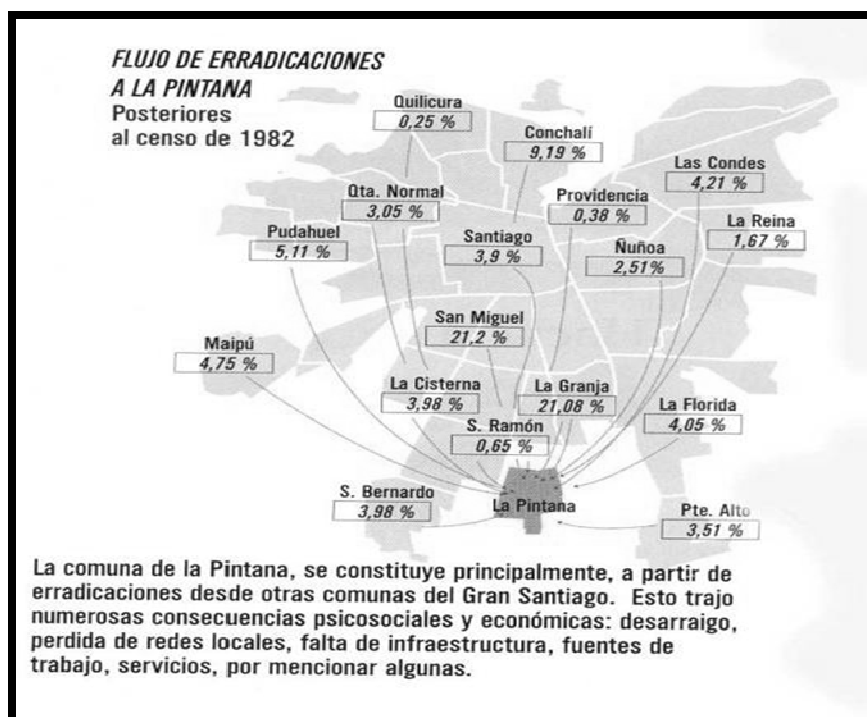 FLUJO DE ERRADICACIONES
A LA PINTANA
Posteriores
al censo de 1982
Quilicura
0,25 %
Conchalí
9,19 %
Las Condes
4,21 %
Qta. Normal
3,05 %
Providencia
0,38 %
La Reina
1,67 %
Pudahuel
5,11 %
Santiago
3,9 %
Ñuñoa
2,51%
San Miguel
21,2 %
Maipú
4,75 %
La Cisterna
3,98 %
La Granja
21,08 %
La Florida
4,05 %
S. Ramón
0,65 %
S. Bernardo
3,98 %
La Pintana
Pte. Alto
3,51 %
La comuna de la Pintana, se constituye principalmente, a partir de
erradicaciones desde otras comunas del Gran Santiago. Esto trajo
numerosas consecuencias psicosociales y económicas: desarraigo,
perdida de redes locales, falta de infraestructura, fuentes de
trabajo, servicios, por mencionar algunas.